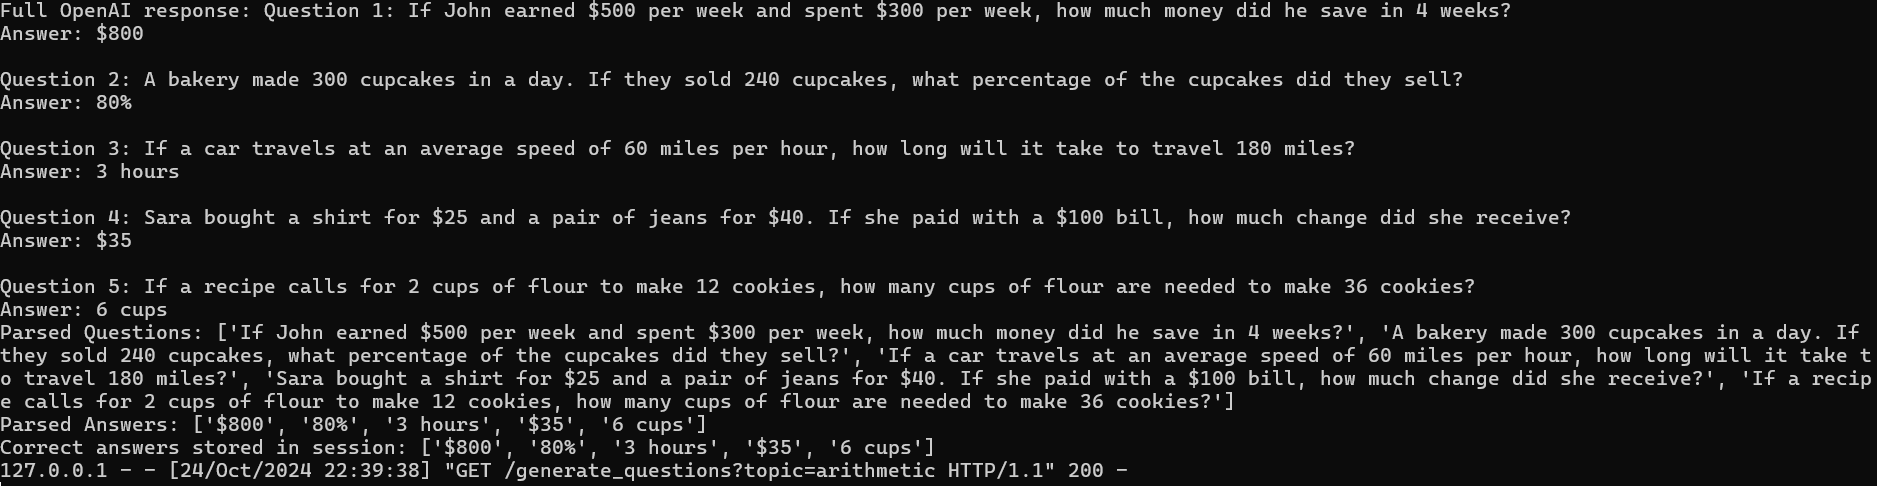 Full OpenAI response: Question 1: If John earned $500 per week and spent $300 per week, how much money did he save in 4 weeks?
Answer: $800
Question 2: A bakery made 300 cupcakes in a day. If they sold 240 cupcakes, what percentage of the cupcakes did they sell?
Answer: 80%
Question 3: If a car travels at an average speed of 60 miles per hour, how long will it take to travel 180 miles?
Answer: 3 hours
Question 4: Sara bought a shirt for $25 and a pair of jeans for $40. If she paid with a $100 bill, how much change did she receive?
Answer: $35
Question 5: If a recipe calls for 2 cups of flour to make 12 cookies, how many cups of flour are needed to make 36 cookies?
Answer: 6 cups
Parsed Questions: ['If John earned $500 per week and spent $300 per week, how much money did he save in 4 weeks?', 'A bakery made 300 cupcakes in a day. If
they sold 240 cupcakes, what percentage of the cupcakes did they sell?', 'If a car travels at an average speed of 60 miles per hour, how long will it take t
o travel 180 miles?', 'Sara bought a shirt for $25 and a pair of jeans for $40. If she paid with a $100 bill, how much change did she receive?', 'If a recip
e calls for 2 cups of flour to make 12 cookies, how many cups of flour are needed to make 36 cookies?']
Parsed Answers: ['$800', '80%', '3 hours', '$35', '6 cups']
Correct answers stored in session: ['$800', '80%', '3 hours', '$35', '6 cups']
127.0.0.1 - - [24/Oct/2024 22:39:38] "GET /generate_questions?topic=arithmetic HTTP/1.1" 200 -